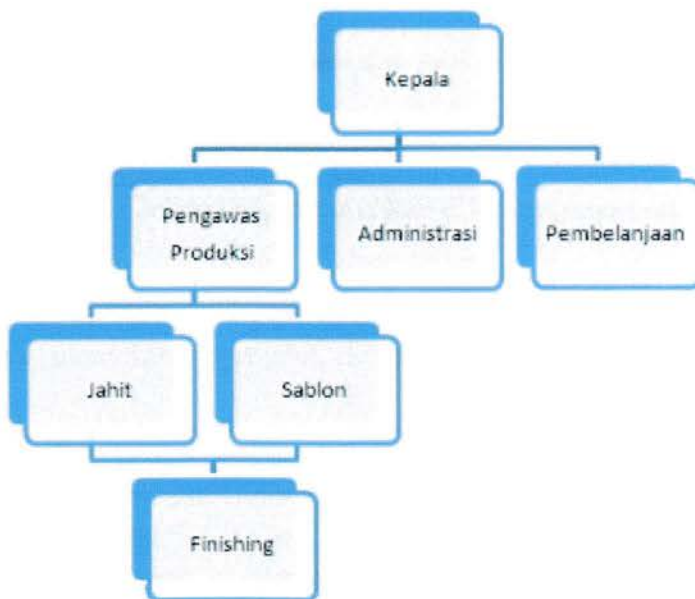 Kepala
Pengawas
Produksi
Administrasi
Pembelanjaan
Jahit
Sablon
Finishing